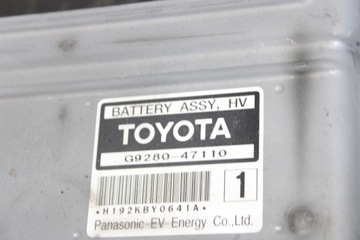 BATTERY ASSY, HV
TOYOTA
G9280-47110
1
*H192KBY0641A*
Panasonic EV Energy Co.,Ltd.